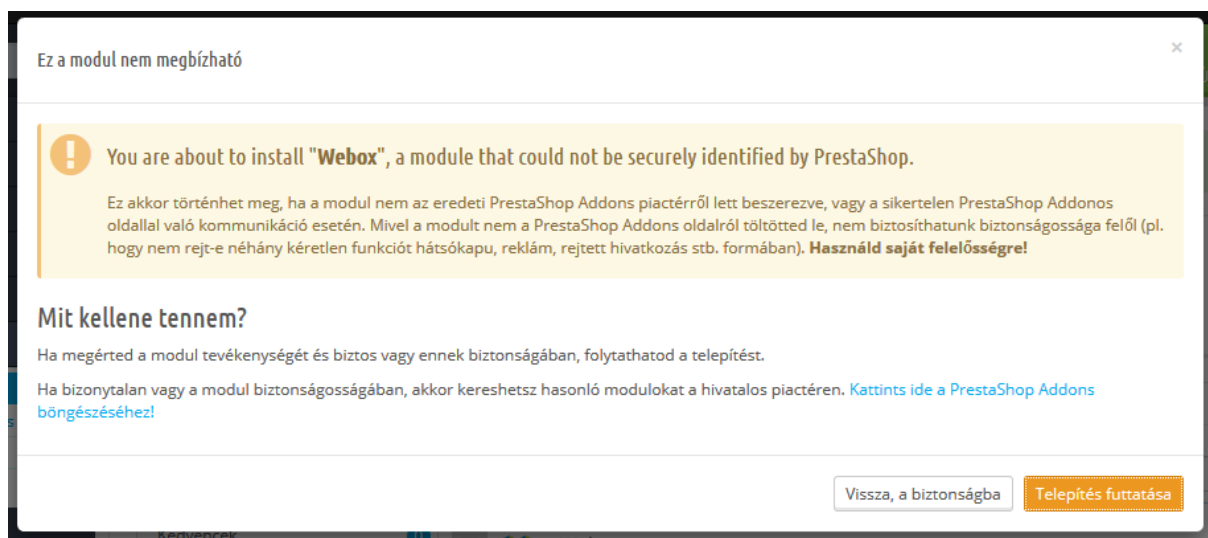 Ez a modul nem megbízható
×
You are about to install "Webox", a module that could not be securely identified by PrestaShop.
Ez akkor történhet meg, ha a modul nem az eredeti PrestaShop Addons piactérről lett beszerezve, vagy a sikertelen PrestaShop Addonos
oldallal való kommunikáció esetén. Mivel a modult nem a PrestaShop Addons oldalról töltötted le, nem biztosíthatunk biztonságossága felől (pl.
hogy nem rejt-e néhány kéretlen funkciót hátsókapu, reklám, rejtett hivatkozás stb. formában). Használd saját felelősségre!
Mit kellene tennem?
Ha megérted a modul tevékenységét és biztos vagy ennek biztonságában, folytathatod a telepítést.
Ha bizonytalan vagy a modul biztonságosságában, akkor kereshetsz hasonló modulokat a hivatalos piactéren. Kattints ide a PrestaShop Addons
böngészéséhez!
Vissza, a biztonságba
Telepítés futtatása
Kedvencek